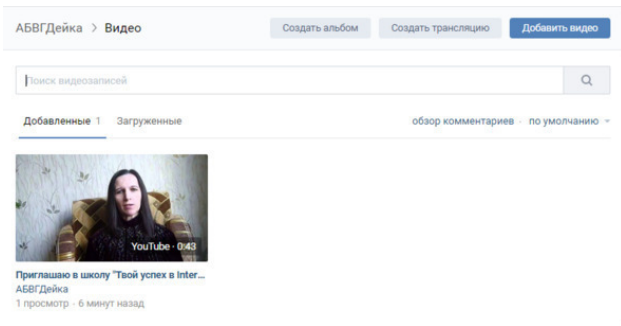 АБВГДейка > Видео
Создать альбом
Создать трансляцию
Добавить видео
Поиск видеозаписей
Добавленные 1
Загруженные
обзор комментариев · по умолчанию
YouTube · 0:43
Приглашаю в школу "Твой успех в Inter...
АБВГДейка
1 просмотр · 6 минут назад